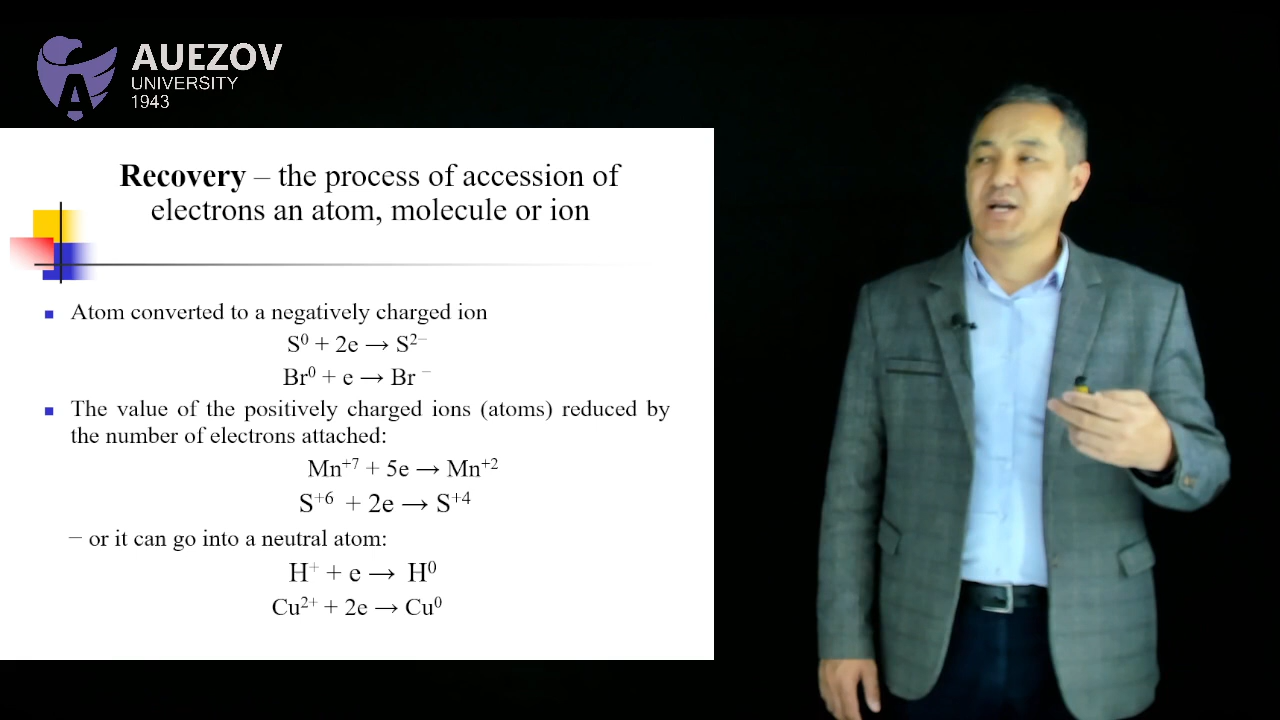 AUEZOV
UNIVERSITY
1943
Recovery – the process of accession of
electrons an atom, molecule or ion
Atom converted to a negatively charged ion
S⁰ + 2e → S²⁻
Br⁰ + e → Br ⁻
The value of the positively charged ions (atoms) reduced by
the number of electrons attached:
Mn⁺⁷ + 5e → Mn⁺²
S⁺⁶ + 2e → S⁺⁴
– or it can go into a neutral atom:
H⁺ + e → H⁰
Cu²⁺ + 2e → Cu⁰